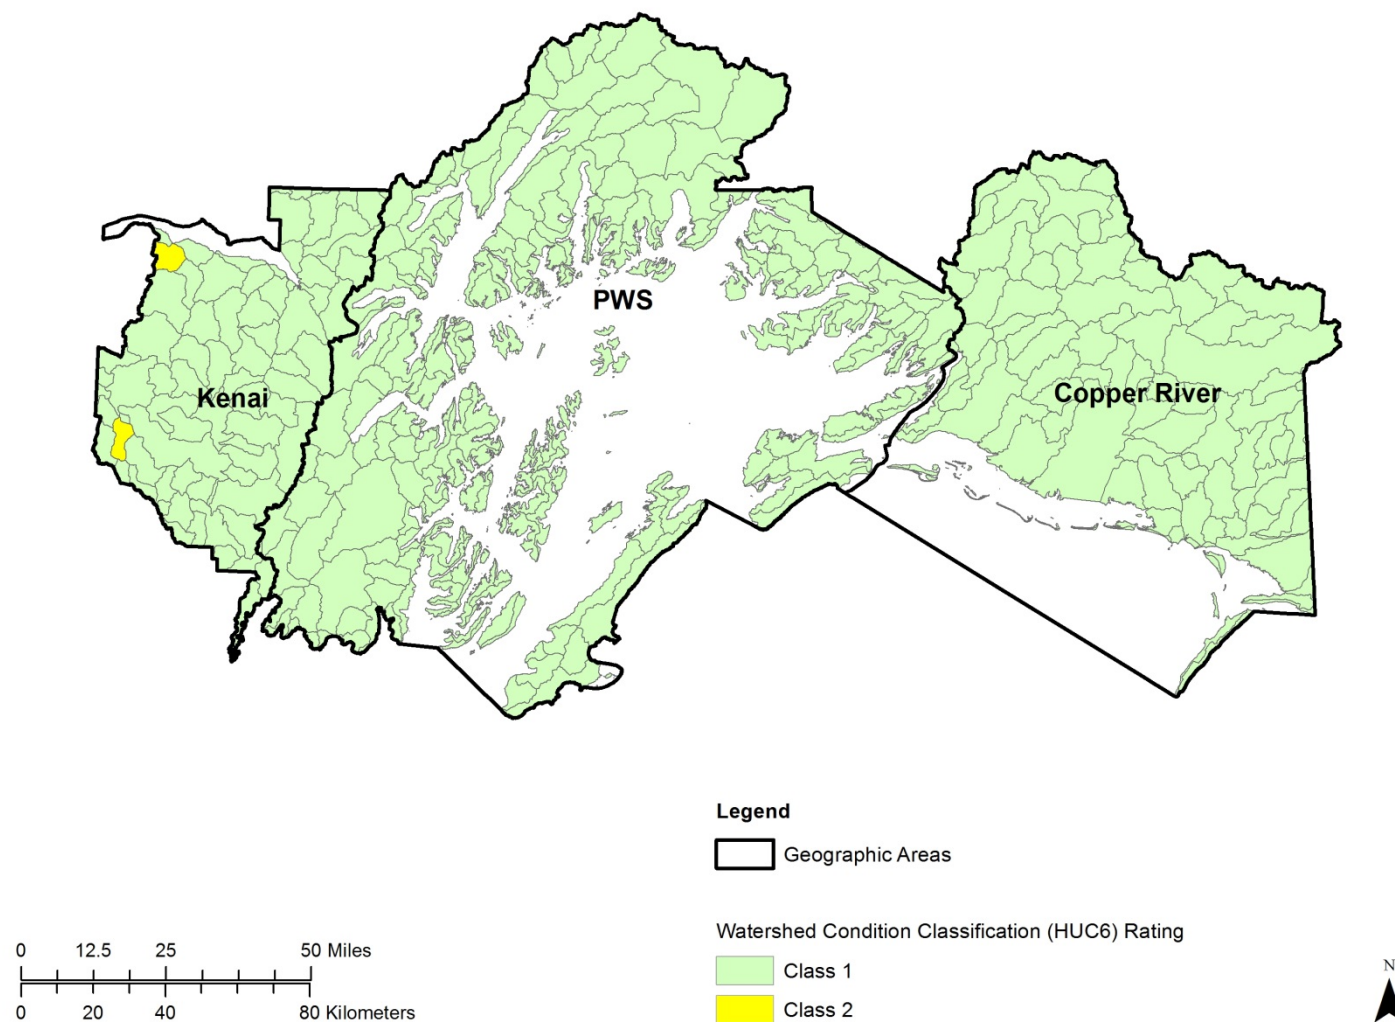 PWS
Kenai
Copper River
Legend
Geographic Areas
Watershed Condition Classification (HUC6) Rating
Class 1
Class 2
0 12.5 25 50 Miles
0 20 40 80 Kilometers
N